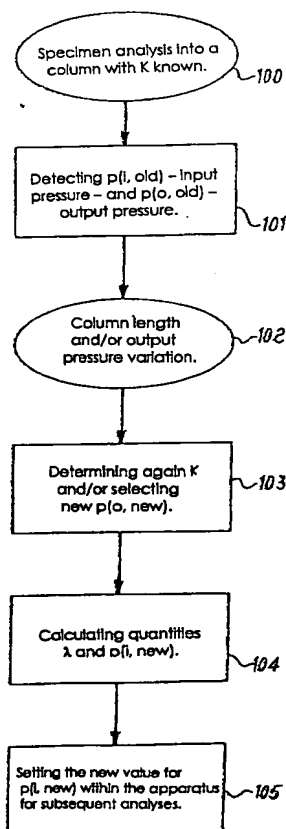 Specimen analysis into a
column with K known.
100
Detecting p(i, old) – input
pressure – and p(o, old) –
output pressure.
101
Column length
and/or output
pressure variation.
102
Determining again K
and/or selecting
new p(o, new).
103
Calculating quantities
λ and p(i, new).
104
Setting the new value for
p(i, new) within the apparatus
for subsequent analyses.
105